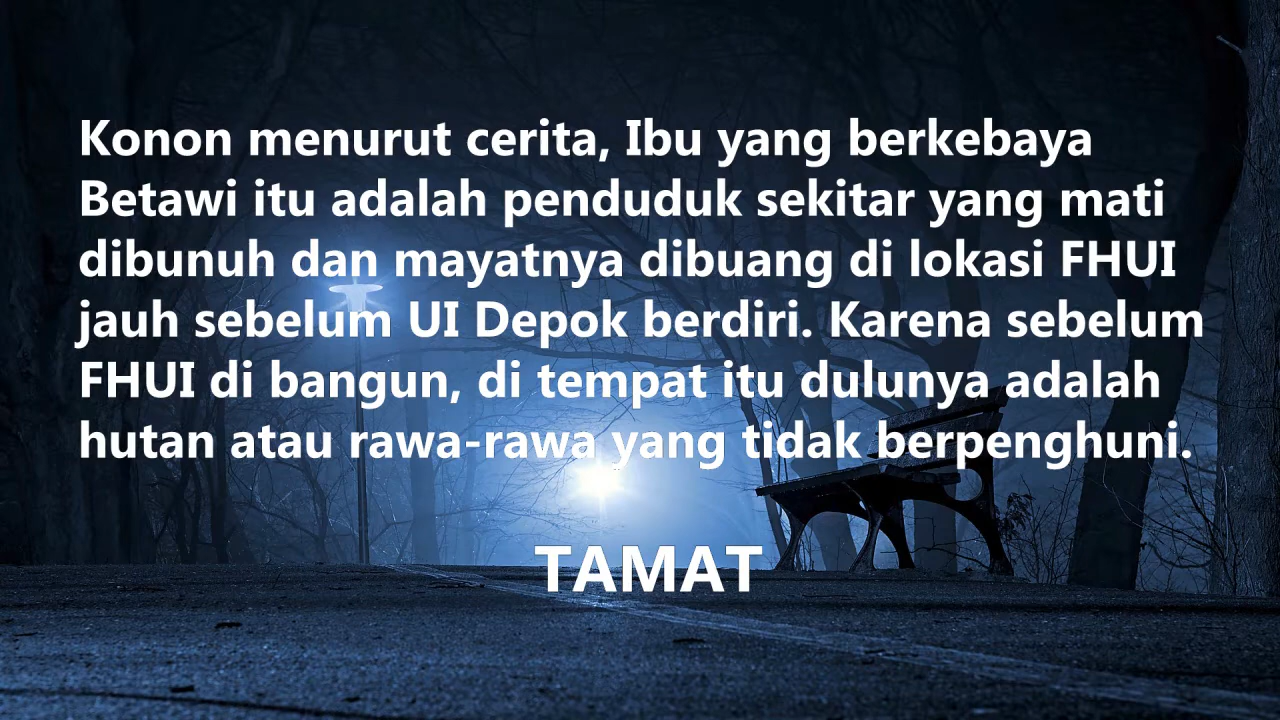 Konon menurut cerita, Ibu yang berkebaya
Betawi itu adalah penduduk sekitar yang mati
dibunuh dan mayatnya dibuang di lokasi FHUI
jauh sebelum UI Depok berdiri. Karena sebelum
FHUI di bangun, di tempat itu dulunya adalah
hutan atau rawa-rawa yang tidak berpenghuni.
TAMAT